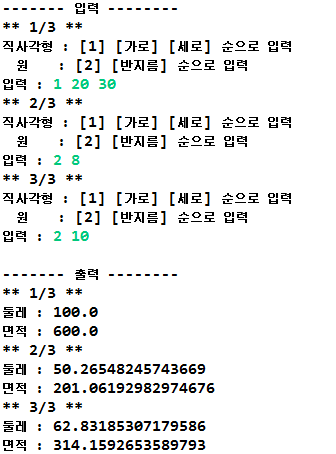 ------- 입력 --------
** 1/3 **
직사각형 : [1] [가로] [세로] 순으로 입력
원 : [2] [반지름] 순으로 입력
입력 : 1 20 30
** 2/3 **
직사각형 : [1] [가로] [세로] 순으로 입력
원 : [2] [반지름] 순으로 입력
입력 : 2 8
** 3/3 **
직사각형 : [1] [가로] [세로] 순으로 입력
원 : [2] [반지름] 순으로 입력
입력 : 2 10
------- 출력 --------
** 1/3 **
둘레 : 100.0
면적 : 600.0
** 2/3 **
둘레 : 50.26548245743669
면적 : 201.06192982974676
** 3/3 **
둘레 : 62.83185307179586
면적 : 314.1592653589793